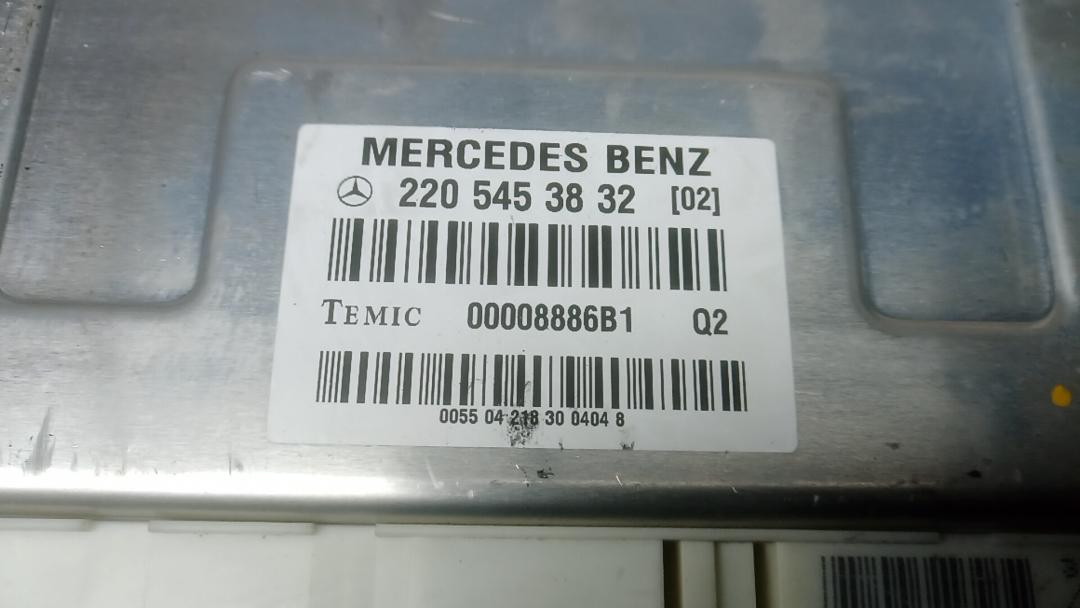 MERCEDES BENZ
220 545 38 32 [02]
TEMIC 00008886B1 Q2
0055 04 218 30 0404 8